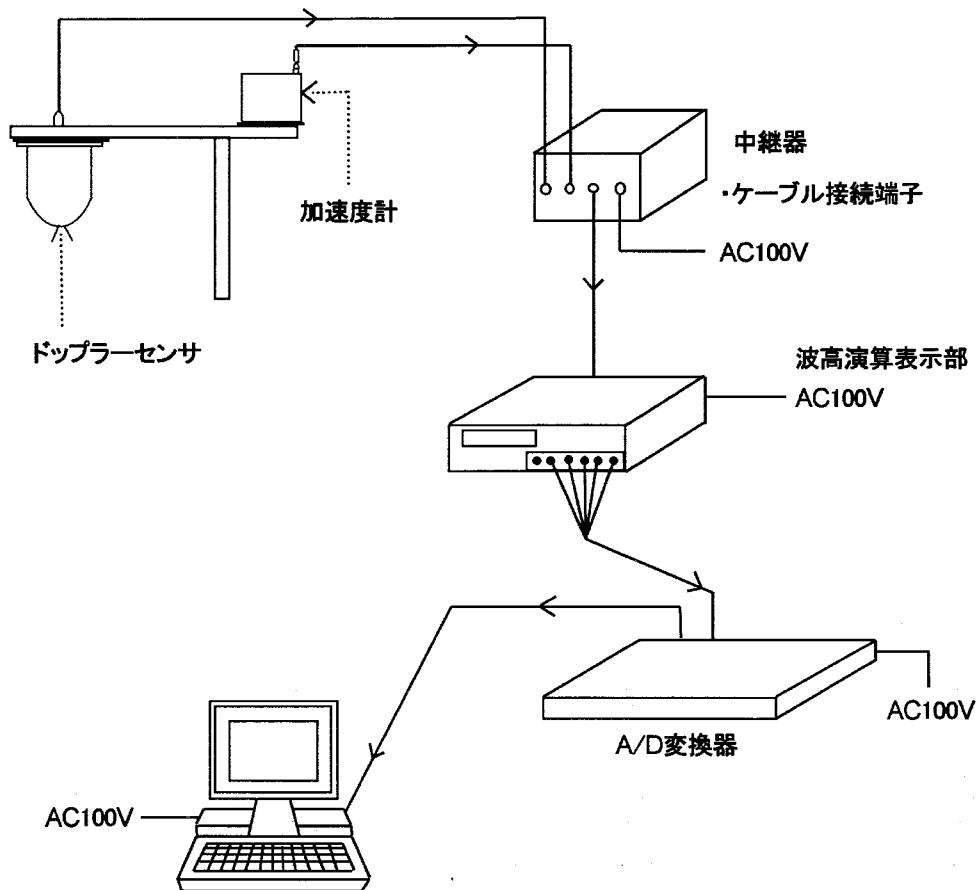 中継器
・ケーブル接続端子
加速度計
AC100V
ドップラーセンサ
波高演算表示部
AC100V
AC100V
A/D変換器
AC100V